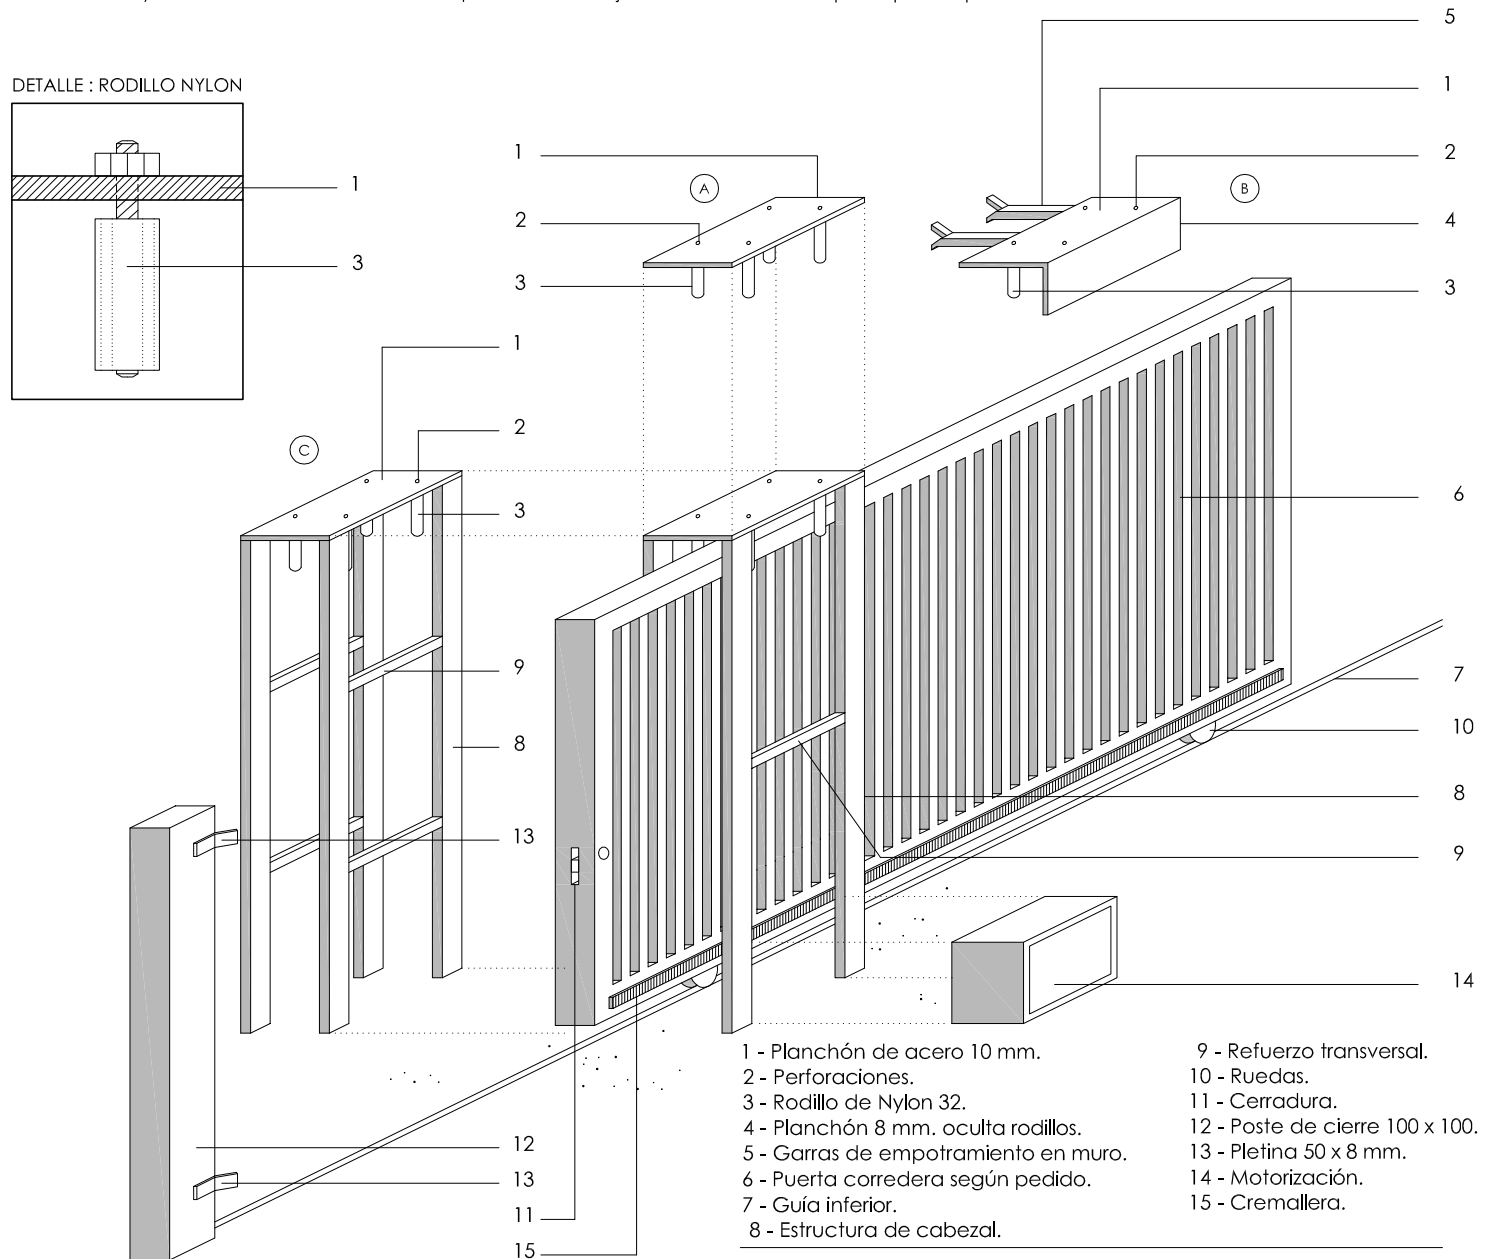 DETALLE : RODILLO NYLON
5
1
1
1
2
A
B
2
4
3
3
3
1
2
C
3
6
9
7
8
10
13
8
9
14
12
13
11
15
1 - Planchón de acero 10 mm.
2 - Perforaciones.
3 - Rodillo de Nylon 32.
4 - Planchón 8 mm. oculta rodillos.
5 - Garras de empotramiento en muro.
6 - Puerta corredera según pedido.
7 - Guía inferior.
8 - Estructura de cabezal.
9 - Refuerzo transversal.
10 - Ruedas.
11 - Cerradura.
12 - Poste de cierre 100 x 100.
13 - Pletina 50 x 8 mm.
14 - Motorización.
15 - Cremallera.